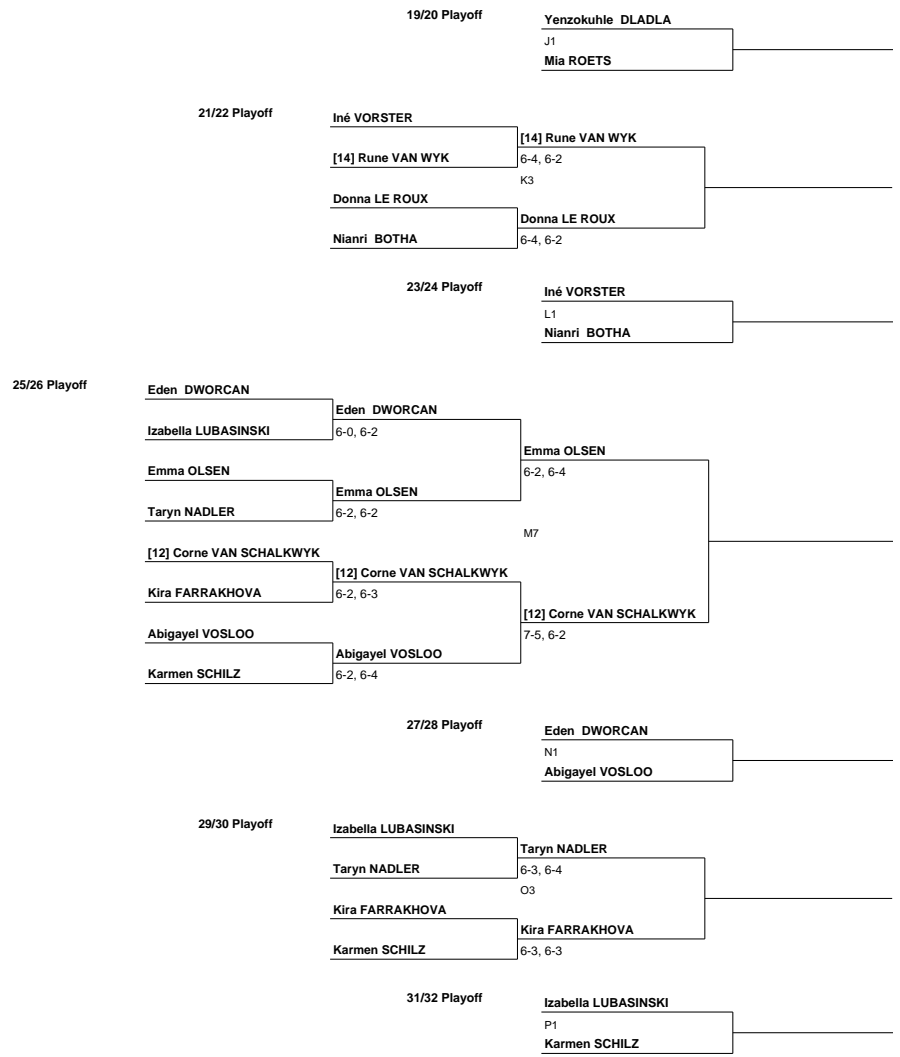 19/20 Playoff
Yenzokuhle DLADLA
J1
Mia ROETS
21/22 Playoff
Iné VORSTER
[14] Rune VAN WYK
[14] Rune VAN WYK
6-4, 6-2
K3
Donna LE ROUX
Donna LE ROUX
Nianri BOTHA
6-4, 6-2
23/24 Playoff
Iné VORSTER
L1
Nianri BOTHA
25/26 Playoff
Eden DWORCAN
Eden DWORCAN
Izabella LUBASINSKI
6-0, 6-2
Emma OLSEN
6-2, 6-4
Emma OLSEN
Emma OLSEN
Taryn NADLER
6-2, 6-2
M7
[12] Corne VAN SCHALKWYK
[12] Corne VAN SCHALKWYK
Kira FARRAKHOVA
6-2, 6-3
[12] Corne VAN SCHALKWYK
7-5, 6-2
Abigayel VOSLOO
Abigayel VOSLOO
Karmen SCHILZ
6-2, 6-4
27/28 Playoff
Eden DWORCAN
N1
Abigayel VOSLOO
29/30 Playoff
Izabella LUBASINSKI
Taryn NADLER
Taryn NADLER
6-3, 6-4
O3
Kira FARRAKHOVA
Kira FARRAKHOVA
Karmen SCHILZ
6-3, 6-3
31/32 Playoff
Izabella LUBASINSKI
P1
Karmen SCHILZ